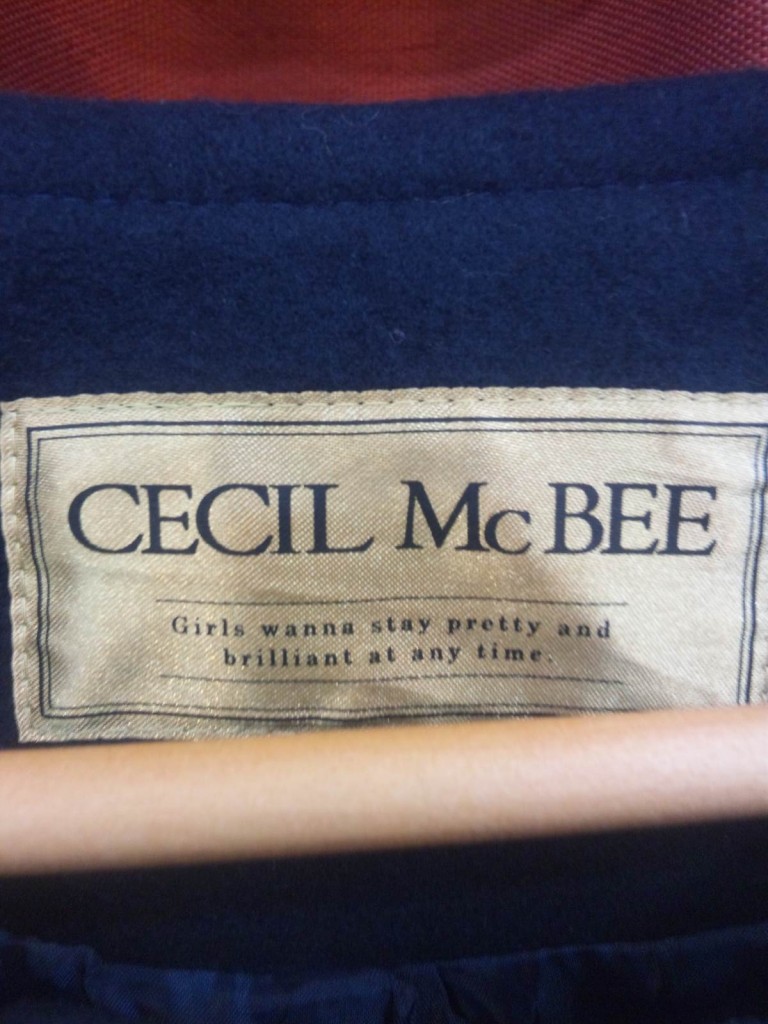 CECIL McBEE
Girls wanna stay pretty and
brilliant at any time.